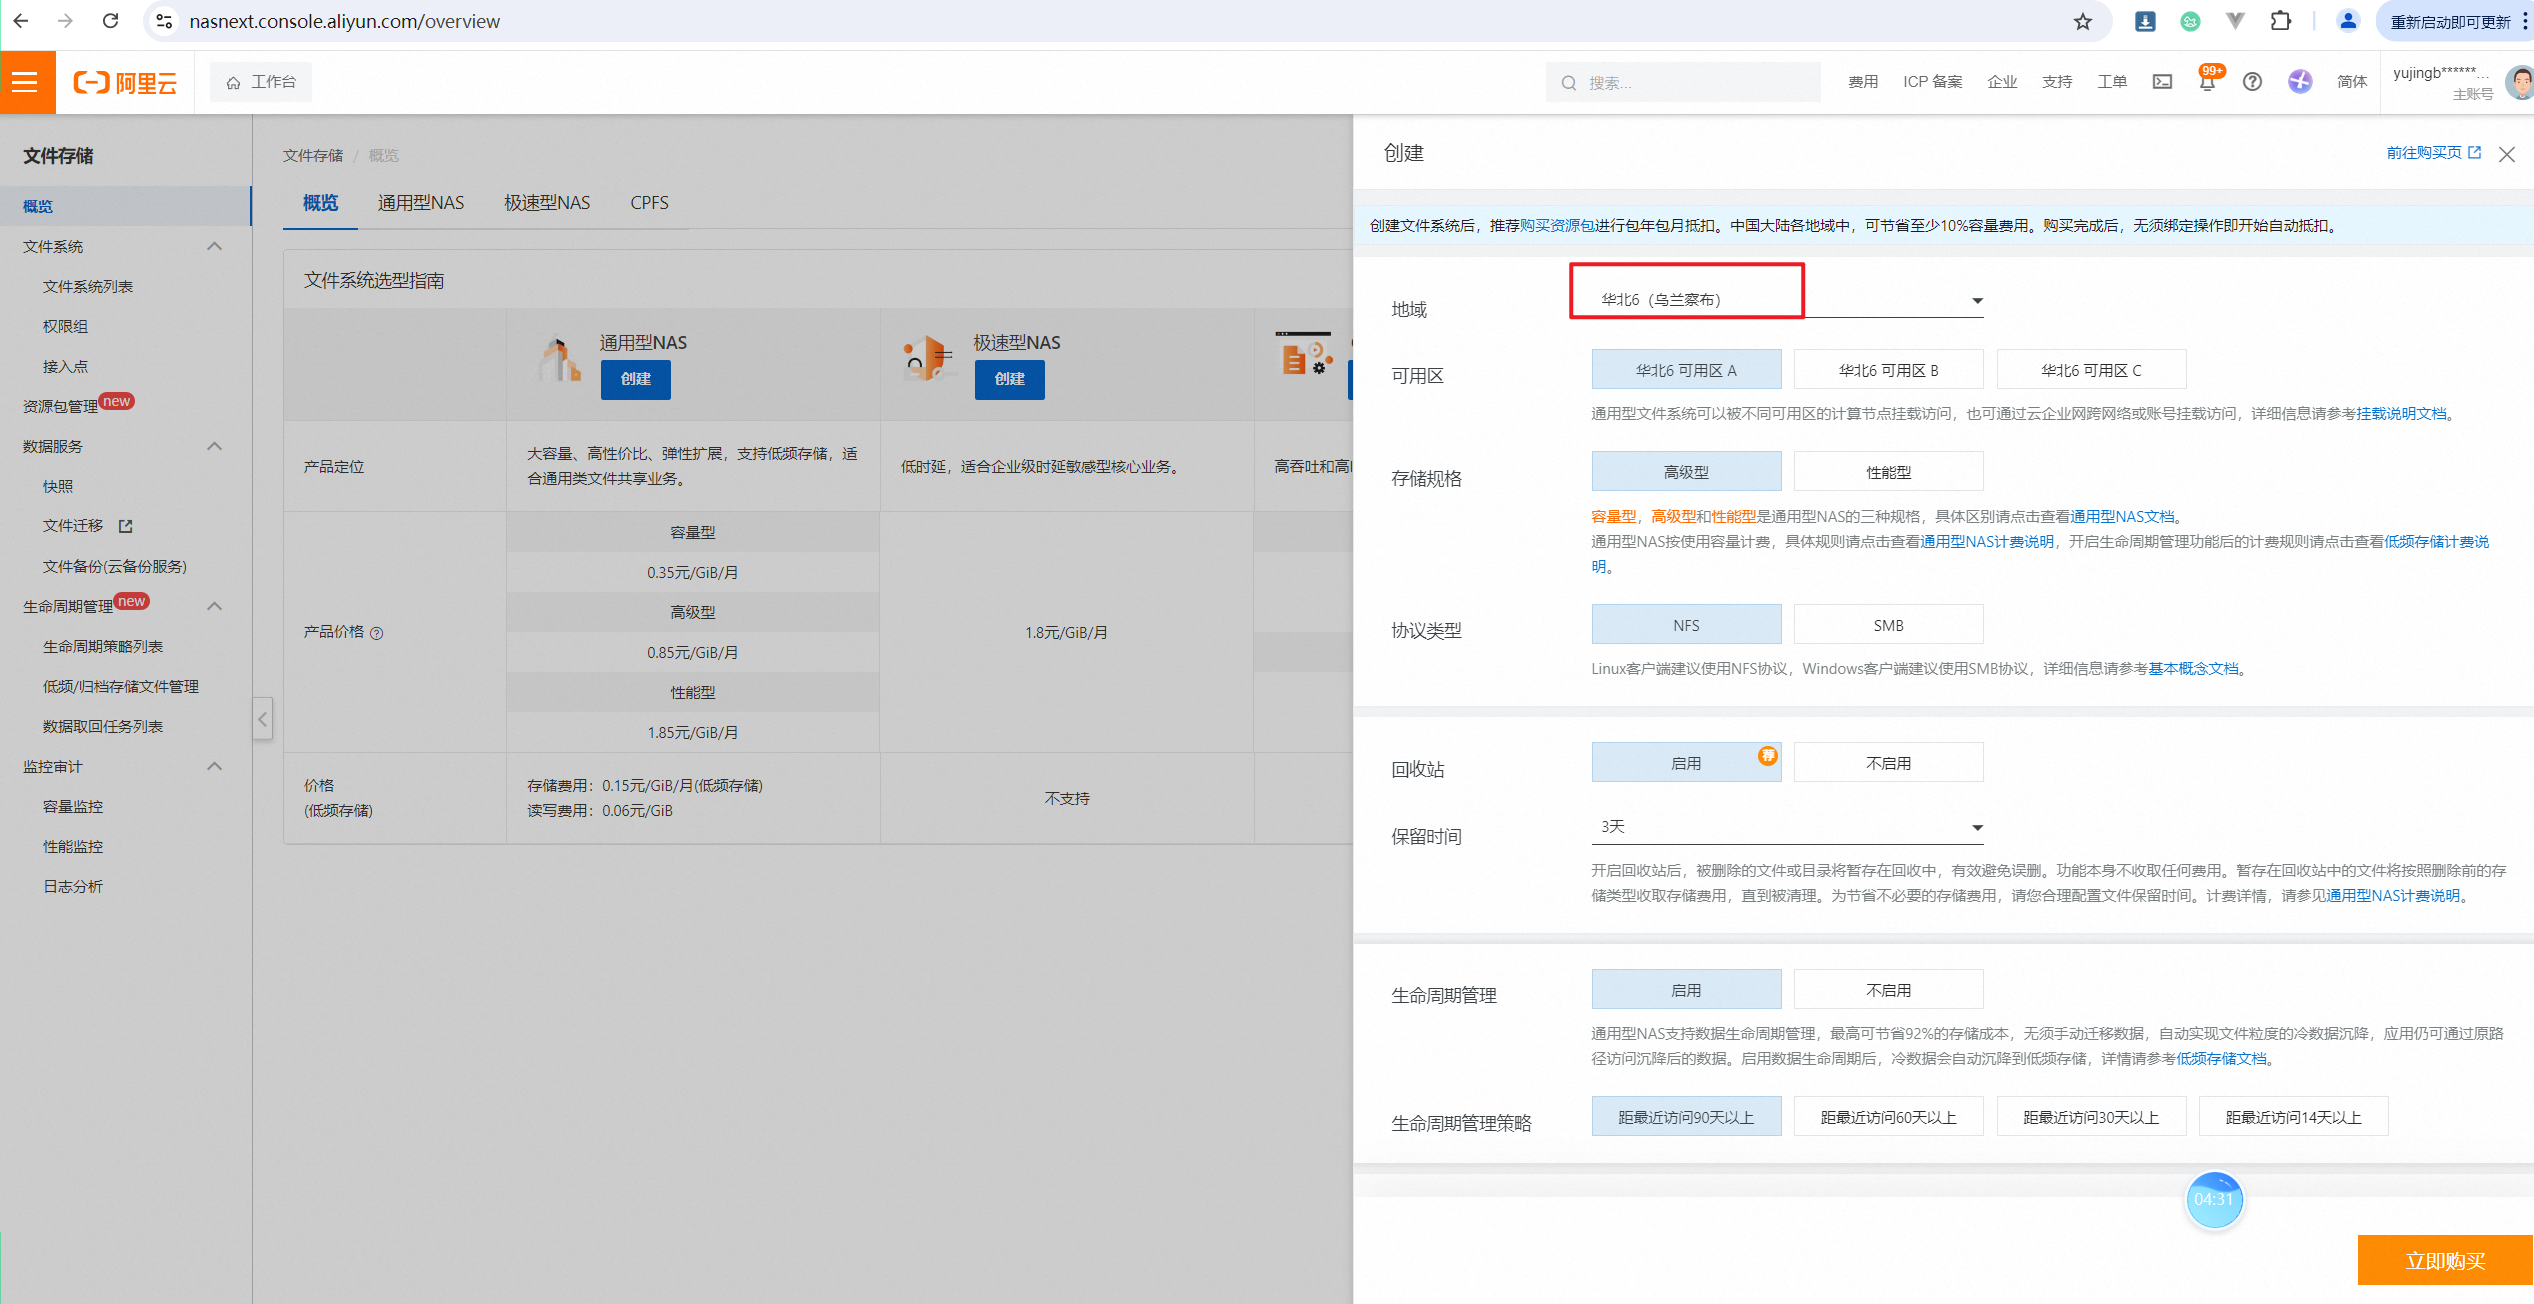 nasnext.console.aliyun.com/overview
重新启动即可更新
阿里云
工作台
搜索...
费用
ICP 备案
企业
支持
工单
99+
简体
yujingb******...
主账号
文件存储
概览
文件系统
文件系统列表
权限组
接入点
资源包管理 new
数据服务
快照
文件迁移
文件备份(云备份服务)
生命周期管理 new
生命周期策略列表
低频/归档存储文件管理
数据取回任务列表
监控审计
容量监控
性能监控
日志分析
文件存储 / 概览
概览 通用型NAS 极速型NAS CPFS
文件系统选型指南
通用型NAS
创建
极速型NAS
创建
产品定位
大容量、高性价比、弹性扩展，支持低频存储，适
合通用类文件共享业务。
低时延，适合企业级时延敏感型核心业务。
高吞吐和高
产品价格
容量型
0.35元/GiB/月
高级型
0.85元/GiB/月
性能型
1.85元/GiB/月
1.8元/GiB/月
价格
(低频存储)
存储费用：0.15元/GiB/月(低频存储)
读写费用：0.06元/GiB
不支持
创建
前往购买页
创建文件系统后，推荐购买资源包进行包年包月抵扣。中国大陆各地域中，可节省至少10%容量费用。购买完成后，无须绑定操作即开始自动抵扣。
地域
华北6（乌兰察布）
可用区
华北6 可用区 A
华北6 可用区 B
华北6 可用区 C
通用型文件系统可以被不同可用区的计算节点挂载访问，也可通过云企业网跨网络或账号挂载访问，详细信息请参考挂载说明文档。
存储规格
高级型
性能型
容量型，高级型和性能型是通用型NAS的三种规格，具体区别请点击查看通用型NAS文档。
通用型NAS按使用容量计费，具体规则请点击查看通用型NAS计费说明，开启生命周期管理功能后的计费规则请点击查看低频存储计费说
明。
协议类型
NFS
SMB
Linux客户端建议使用NFS协议，Windows客户端建议使用SMB协议，详细信息请参考基本概念文档。
回收站
启用
荐
不启用
保留时间
3天
开启回收站后，被删除的文件或目录将暂存在回收中，有效避免误删。功能本身不收取任何费用。暂存在回收站中的文件将按照删除前的存
储类型收取存储费用，直到被清理。为节省不必要的存储费用，请您合理配置文件保留时间。计费详情，请参见通用型NAS计费说明。
生命周期管理
启用
不启用
通用型NAS支持数据生命周期管理，最高可节省92%的存储成本，无须手动迁移数据，自动实现文件粒度的冷数据沉降，应用仍可通过原路
径访问沉降后的数据。启用数据生命周期后，冷数据会自动沉降到低频存储，详情请参考低频存储文档。
生命周期管理策略
距最近访问90天以上
距最近访问60天以上
距最近访问30天以上
距最近访问14天以上
04:31
立即购买